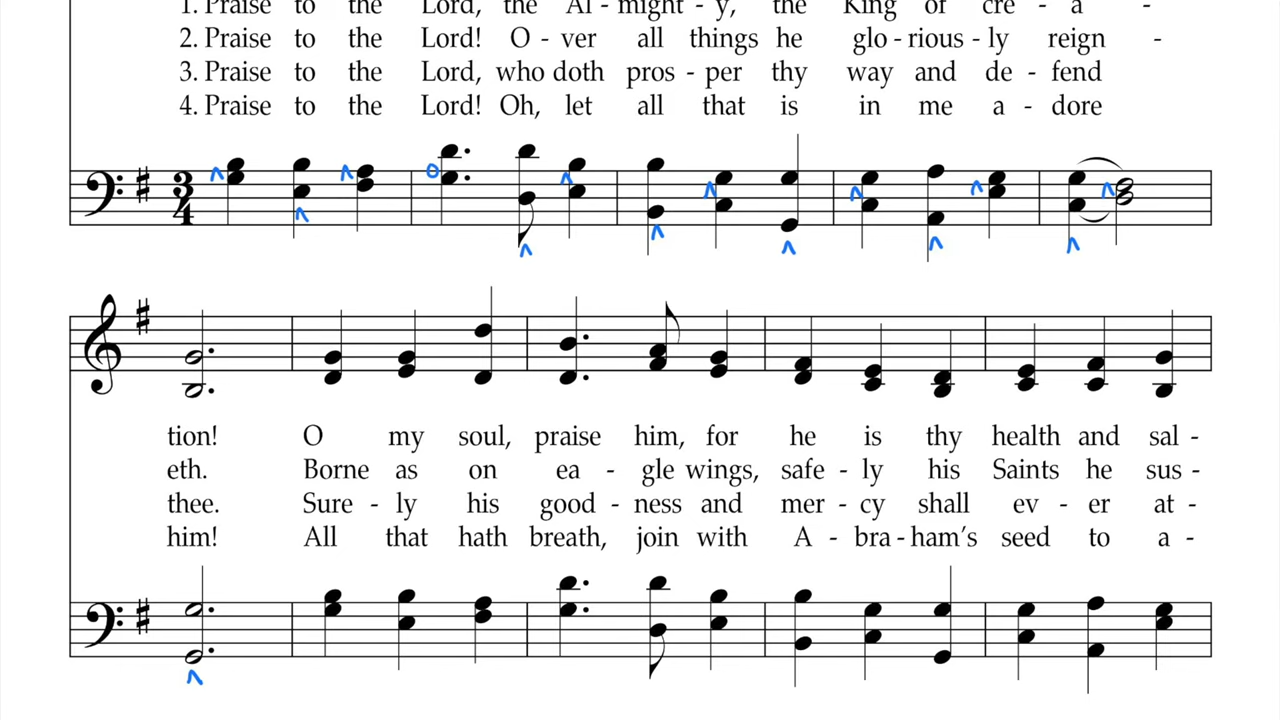 1. Praise to the Lord, the Al - might - y, the King of cre - a -
2. Praise to the Lord! O - ver all things he glo - rious - ly reign -
3. Praise to the Lord, who doth pros - per thy way and de - fend
4. Praise to the Lord! Oh, let all that is in me a - dore
3
4
tion! O my soul, praise him, for he is thy health and sal -
eth. Borne as on ea - gle wings, safe - ly his Saints he sus -
thee. Sure - ly his good - ness and mer - cy shall ev - er at -
him! All that hath breath, join with A - bra - ham's seed to a -